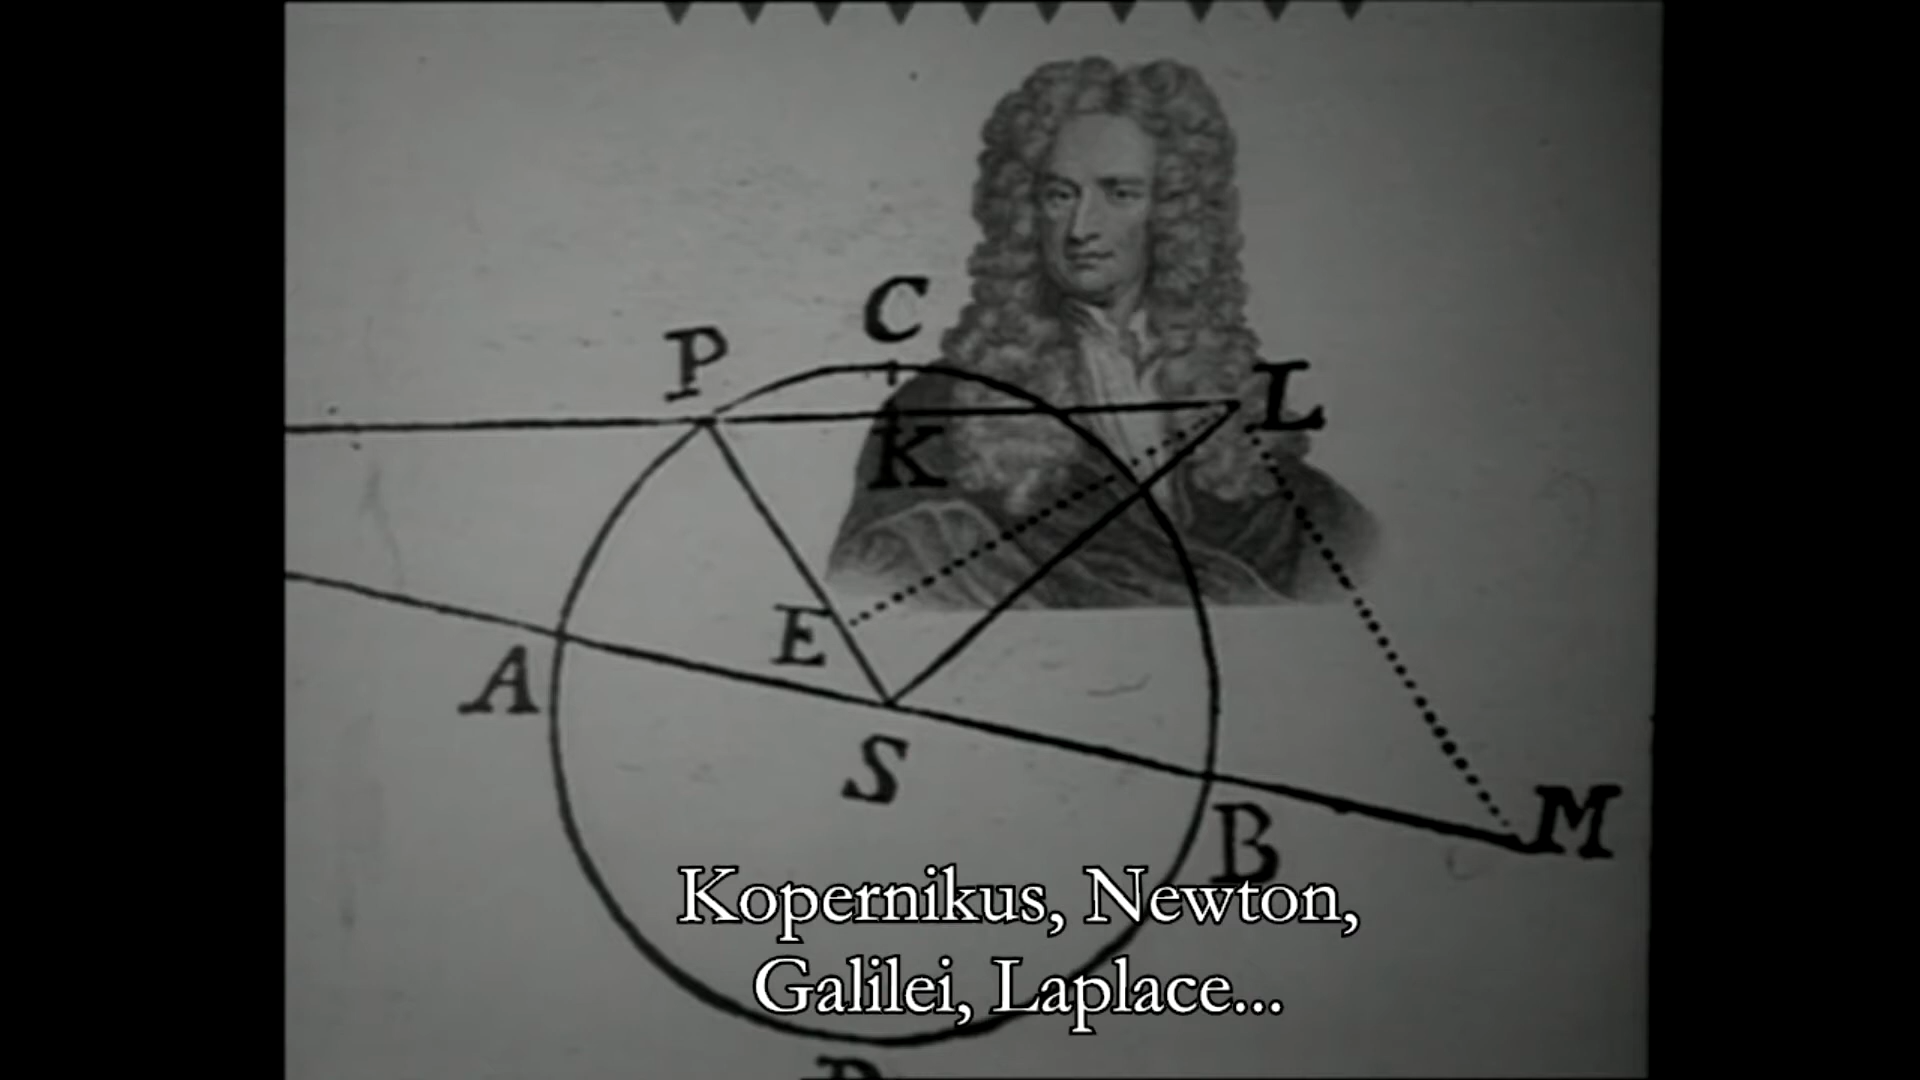 C
P
L
K
E
A
S
M
B
Kopernikus, Newton,
Galilei, Laplace...